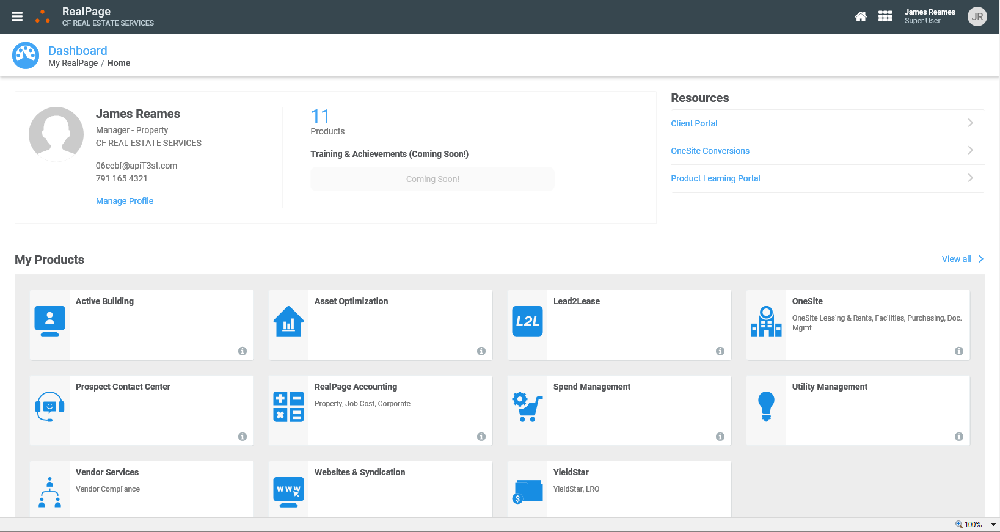 RealPage
CF REAL ESTATE SERVICES
James Reames
Super User
JR
Dashboard
My RealPage / Home
James Reames
Manager - Property
CF REAL ESTATE SERVICES
06eebf@apiT3st.com
791 165 4321
Manage Profile
11
Products
Training & Achievements (Coming Soon!)
Coming Soon!
Resources
Client Portal
OneSite Conversions
Product Learning Portal
My Products
View all
Active Building
Asset Optimization
L2L
Lead2Lease
OneSite
OneSite Leasing & Rents, Facilities, Purchasing, Doc.
Mgmt
Prospect Contact Center
RealPage Accounting
Property, Job Cost, Corporate
Spend Management
Utility Management
Vendor Services
Vendor Compliance
WWW
Websites & Syndication
$
YieldStar
YieldStar, LRO
100%